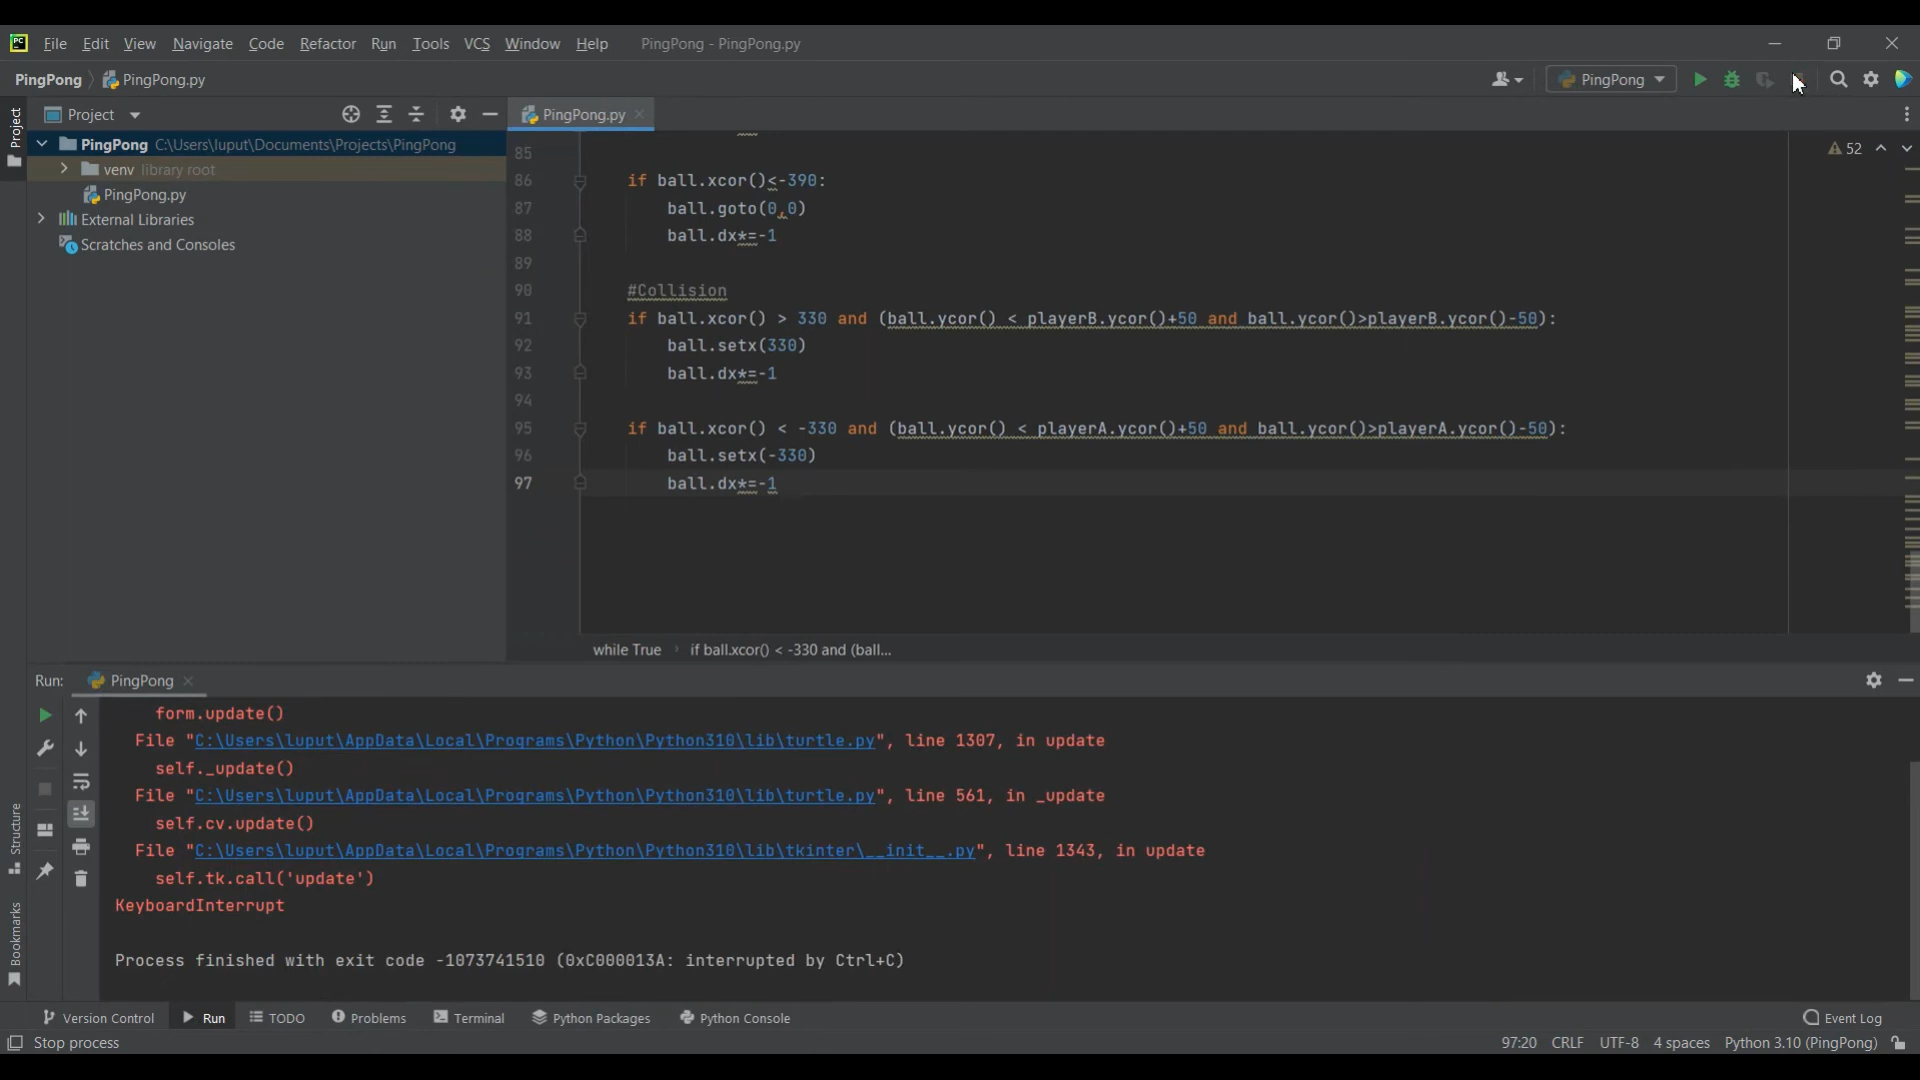 PC File Edit View Navigate Code Refactor Run Tools VCS Window Help PingPong - PingPong.py
PingPong PingPong.py PingPong
Project
Project PingPong.py
PingPong C:\Users\luput\Documents\Projects\PingPong
venv library root
PingPong.py
External Libraries
Scratches and Consoles
52
85
86 if ball.xcor()<-390:
87 ball.goto(0,0)
88 ball.dx*=-1
89
90 #Collision
91 if ball.xcor() > 330 and (ball.ycor() < playerB.ycor()+50 and ball.ycor()>playerB.ycor()-50):
92 ball.setx(330)
93 ball.dx*=-1
94
95 if ball.xcor() < -330 and (ball.ycor() < playerA.ycor()+50 and ball.ycor()>playerA.ycor()-50):
96 ball.setx(-330)
97 ball.dx*=-1
while True if ball.xcor() < -330 and (ball...
Run: PingPong
form.update()
File "C:\Users\luput\AppData\Local\Programs\Python\Python310\lib\turtle.py", line 1307, in update
self._update()
File "C:\Users\luput\AppData\Local\Programs\Python\Python310\lib\turtle.py", line 561, in _update
self.cv.update()
File "C:\Users\luput\AppData\Local\Programs\Python\Python310\lib\tkinter\__init__.py", line 1343, in update
self.tk.call('update')
KeyboardInterrupt
Process finished with exit code -1073741510 (0xC000013A: interrupted by Ctrl+C)
Structure
Bookmarks
Version Control Run TODO Problems Terminal Python Packages Python Console Event Log
Stop process 97:20 CRLF UTF-8 4 spaces Python 3.10 (PingPong)